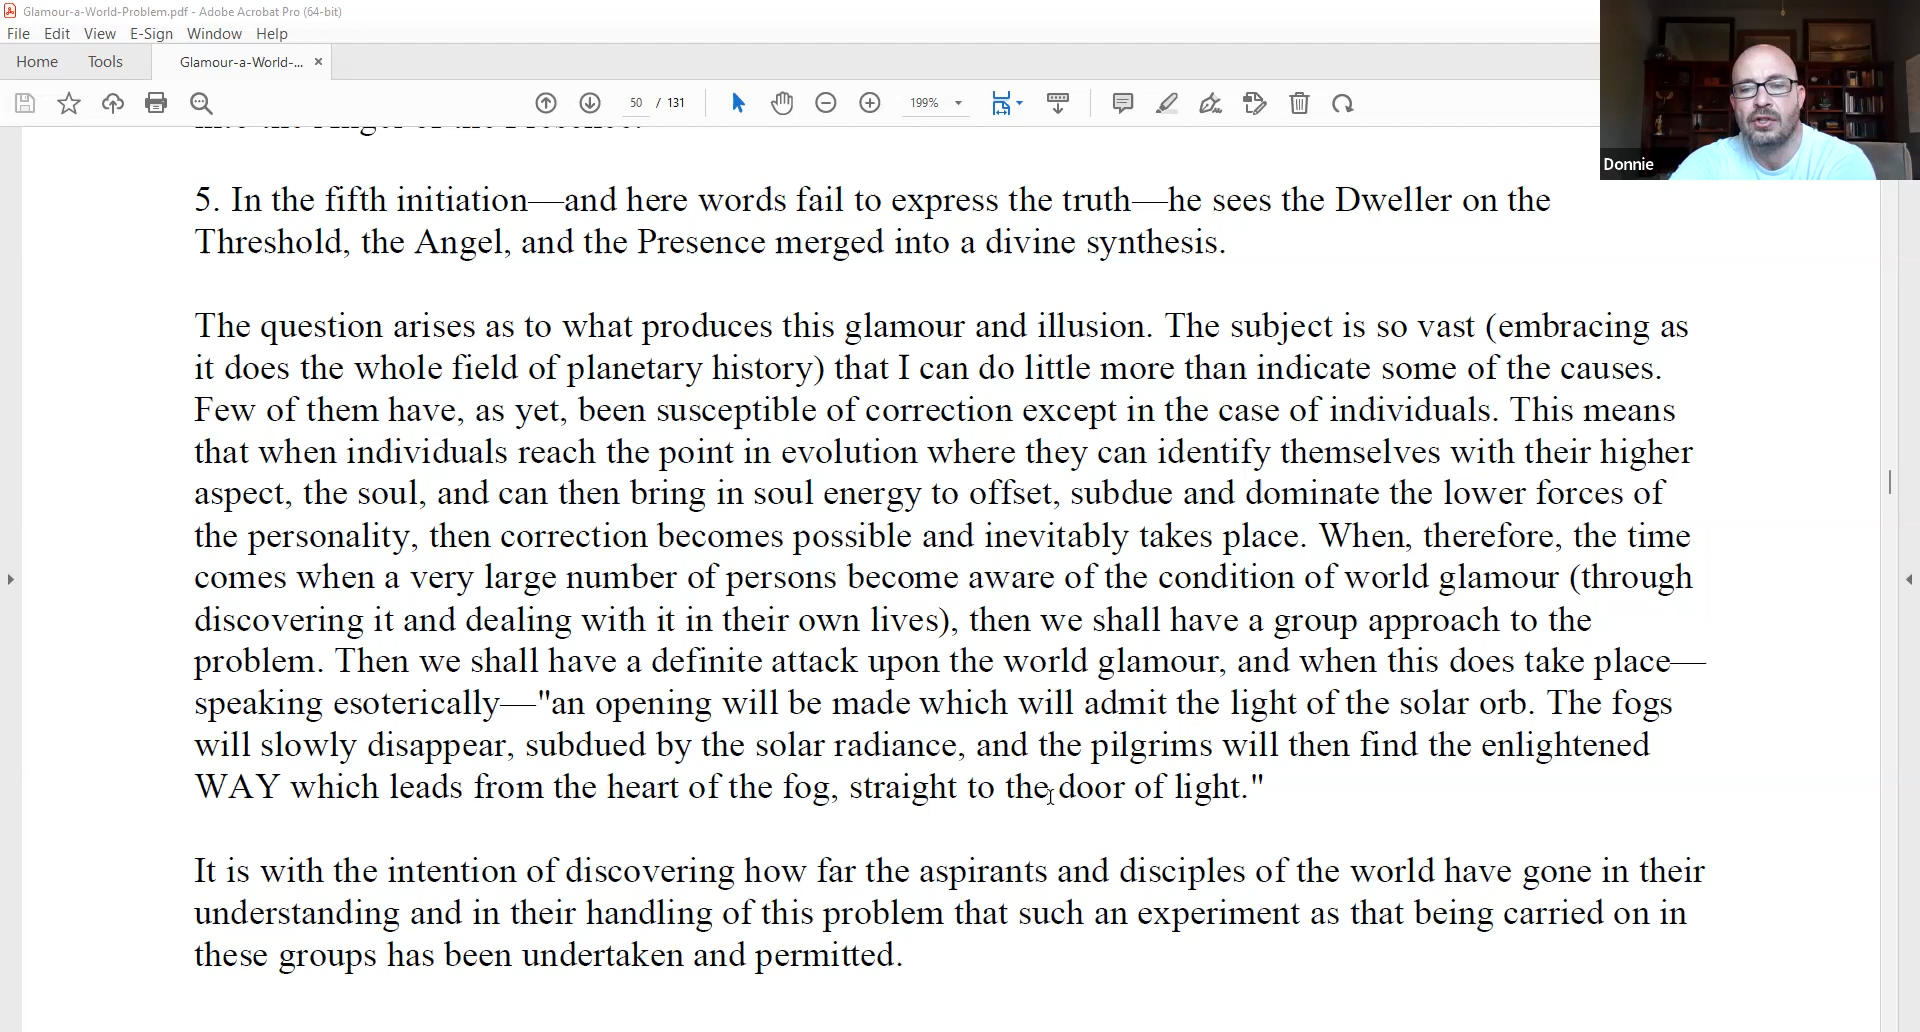 Glamour-a-World-Problem.pdf - Adobe Acrobat Pro (64-bit)
File Edit View E-Sign Window Help
Home Tools Glamour-a-World-... ×
50 / 131 199%
into the Angel of the Presence.
Donnie
5. In the fifth initiation—and here words fail to express the truth—he sees the Dweller on the
Threshold, the Angel, and the Presence merged into a divine synthesis.
The question arises as to what produces this glamour and illusion. The subject is so vast (embracing as
it does the whole field of planetary history) that I can do little more than indicate some of the causes.
Few of them have, as yet, been susceptible of correction except in the case of individuals. This means
that when individuals reach the point in evolution where they can identify themselves with their higher
aspect, the soul, and can then bring in soul energy to offset, subdue and dominate the lower forces of
the personality, then correction becomes possible and inevitably takes place. When, therefore, the time
comes when a very large number of persons become aware of the condition of world glamour (through
discovering it and dealing with it in their own lives), then we shall have a group approach to the
problem. Then we shall have a definite attack upon the world glamour, and when this does take place—
speaking esoterically—"an opening will be made which will admit the light of the solar orb. The fogs
will slowly disappear, subdued by the solar radiance, and the pilgrims will then find the enlightened
WAY which leads from the heart of the fog, straight to the door of light."
It is with the intention of discovering how far the aspirants and disciples of the world have gone in their
understanding and in their handling of this problem that such an experiment as that being carried on in
these groups has been undertaken and permitted.